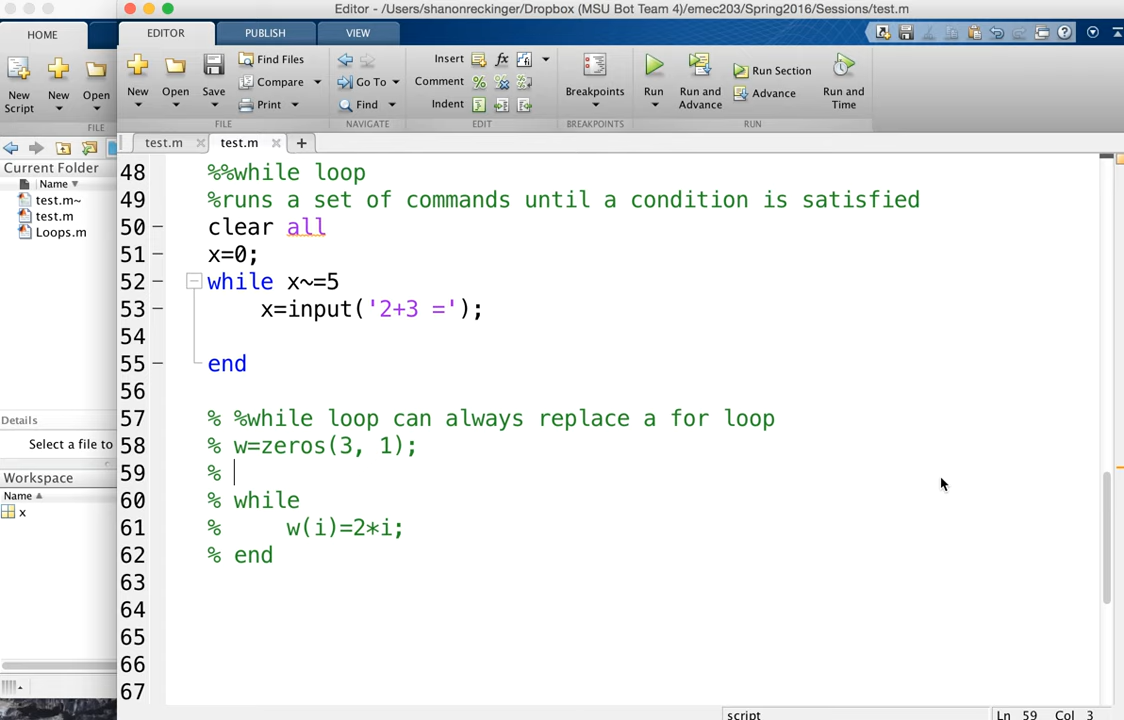 Editor - /Users/shanonreckinger/Dropbox (MSU Bot Team 4)/emec203/Spring2016/Sessions/test.m
HOME
EDITOR
PUBLISH
VIEW
New Script
New
Open
FILE
New
Open
Save
Find Files
Compare
Print
FILE
Go To
Find
NAVIGATE
Insert
fx
Comment
Indent
EDIT
Breakpoints
BREAKPOINTS
Run
Run and Advance
Run Section
Advance
Run and Time
RUN
test.m
test.m
Current Folder
Name
test.m~
test.m
Loops.m
Details
Select a file to
Workspace
Name
x
48 %%while loop
49 %runs a set of commands until a condition is satisfied
50 clear all
51 x=0;
52 while x~=5
53 x=input('2+3 =');
54
55 end
56
57 % %while loop can always replace a for loop
58 % w=zeros(3, 1);
59 %
60 % while
61 % w(i)=2*i;
62 % end
63
64
65
66
67
script
Ln 59 Col 3